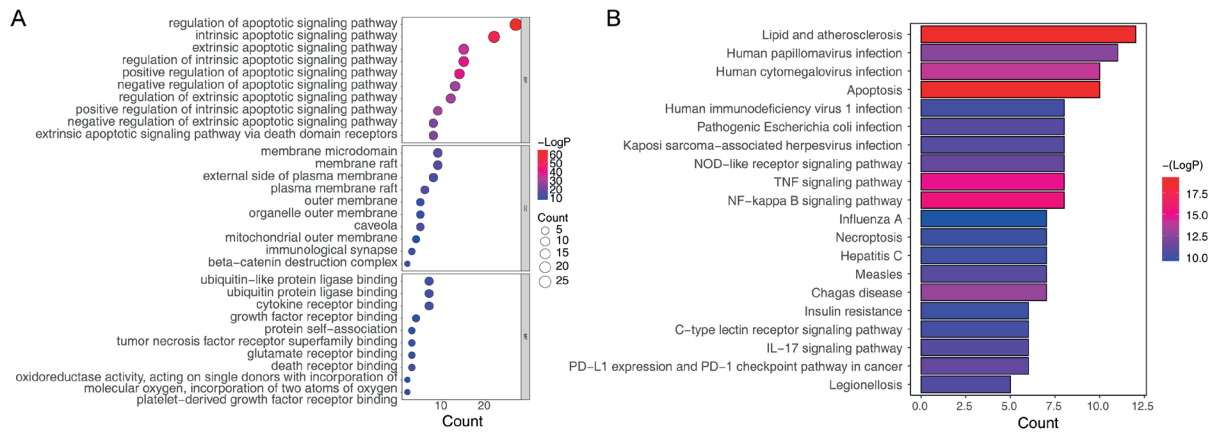 A
regulation of apoptotic signaling pathway
intrinsic apoptotic signaling pathway
extrinsic apoptotic signaling pathway
regulation of intrinsic apoptotic signaling pathway
positive regulation of apoptotic signaling pathway
negative regulation of apoptotic signaling pathway
regulation of extrinsic apoptotic signaling pathway
positive regulation of intrinsic apoptotic signaling pathway
negative regulation of extrinsic apoptotic signaling pathway
extrinsic apoptotic signaling pathway via death domain receptors
BP
membrane microdomain
membrane raft
external side of plasma membrane
plasma membrane raft
outer membrane
organelle outer membrane
caveola
mitochondrial outer membrane
immunological synapse
beta-catenin destruction complex
CC
ubiquitin-like protein ligase binding
ubiquitin protein ligase binding
cytokine receptor binding
growth factor receptor binding
protein self-association
tumor necrosis factor receptor superfamily binding
glutamate receptor binding
death receptor binding
oxidoreductase activity, acting on single donors with incorporation of
molecular oxygen, incorporation of two atoms of oxygen
platelet-derived growth factor receptor binding
MF
10 20
Count
-LogP
60
50
40
30
20
10
Count
5
10
15
20
25
B
Lipid and atherosclerosis
Human papillomavirus infection
Human cytomegalovirus infection
Apoptosis
Human immunodeficiency virus 1 infection
Pathogenic Escherichia coli infection
Kaposi sarcoma-associated herpesvirus infection
NOD-like receptor signaling pathway
TNF signaling pathway
NF-kappa B signaling pathway
Influenza A
Necroptosis
Hepatitis C
Measles
Chagas disease
Insulin resistance
C-type lectin receptor signaling pathway
IL-17 signaling pathway
PD-L1 expression and PD-1 checkpoint pathway in cancer
Legionellosis
0.0 2.5 5.0 7.5 10.0 12.5
Count
-(LogP)
17.5
15.0
12.5
10.0